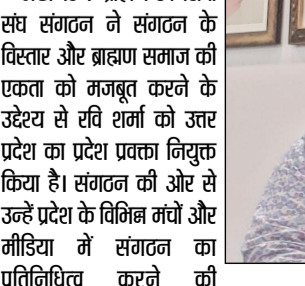 संघ संगठन ने संगठन के
विस्तार और ब्राह्मण समाज की
एकता को मजबूत करने के
उद्देश्य से रवि शर्मा को उत्तर
प्रदेश का प्रदेश प्रवक्ता नियुक्त
किया है। संगठन की ओर से
उन्हें प्रदेश के विभिन्न मंचों और
मीडिया में संगठन का
प्रतिनिधित्व करने की